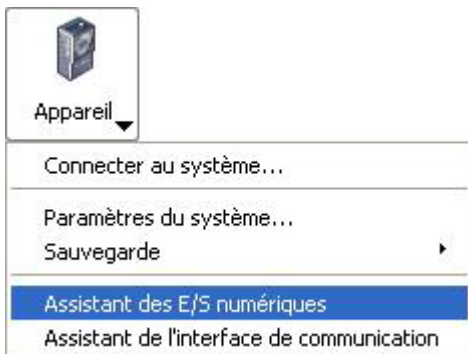 Appareil
Connecter au système...
Paramètres du système...
Sauvegarde
Assistant des E/S numériques
Assistant de l'interface de communication